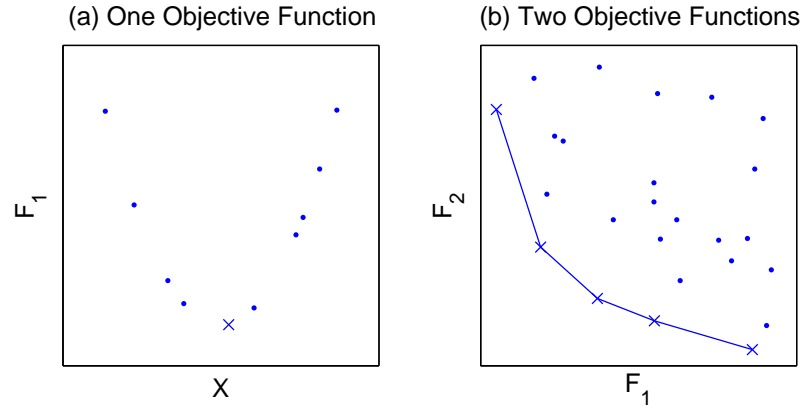 (a) One Objective Function
(b) Two Objective Functions
F₁
X
F₂
F₁